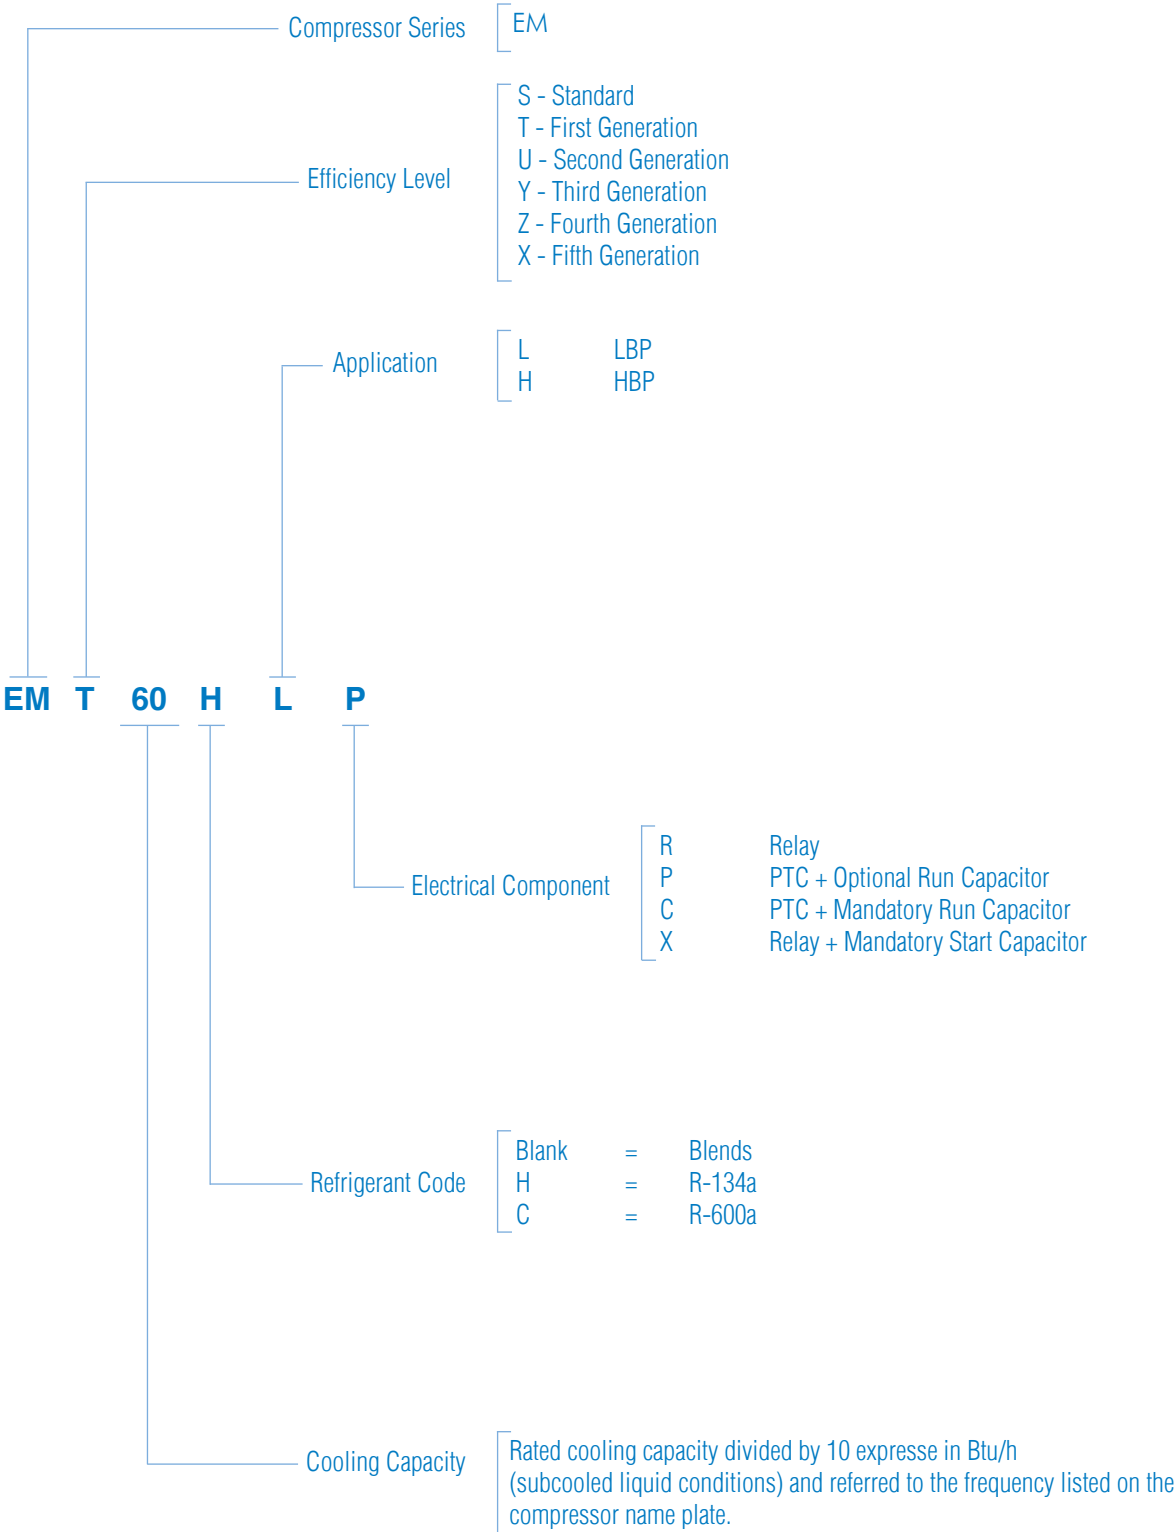 Compressor Series EM
S - Standard
T - First Generation
U - Second Generation
Efficiency Level Y - Third Generation
Z - Fourth Generation
X - Fifth Generation
Application L LBP
H HBP
EM T 60 H L P
R Relay
Electrical Component P PTC + Optional Run Capacitor
C PTC + Mandatory Run Capacitor
X Relay + Mandatory Start Capacitor
Blank = Blends
Refrigerant Code H = R-134a
C = R-600a
Cooling Capacity Rated cooling capacity divided by 10 expresse in Btu/h
(subcooled liquid conditions) and referred to the frequency listed on the
compressor name plate.